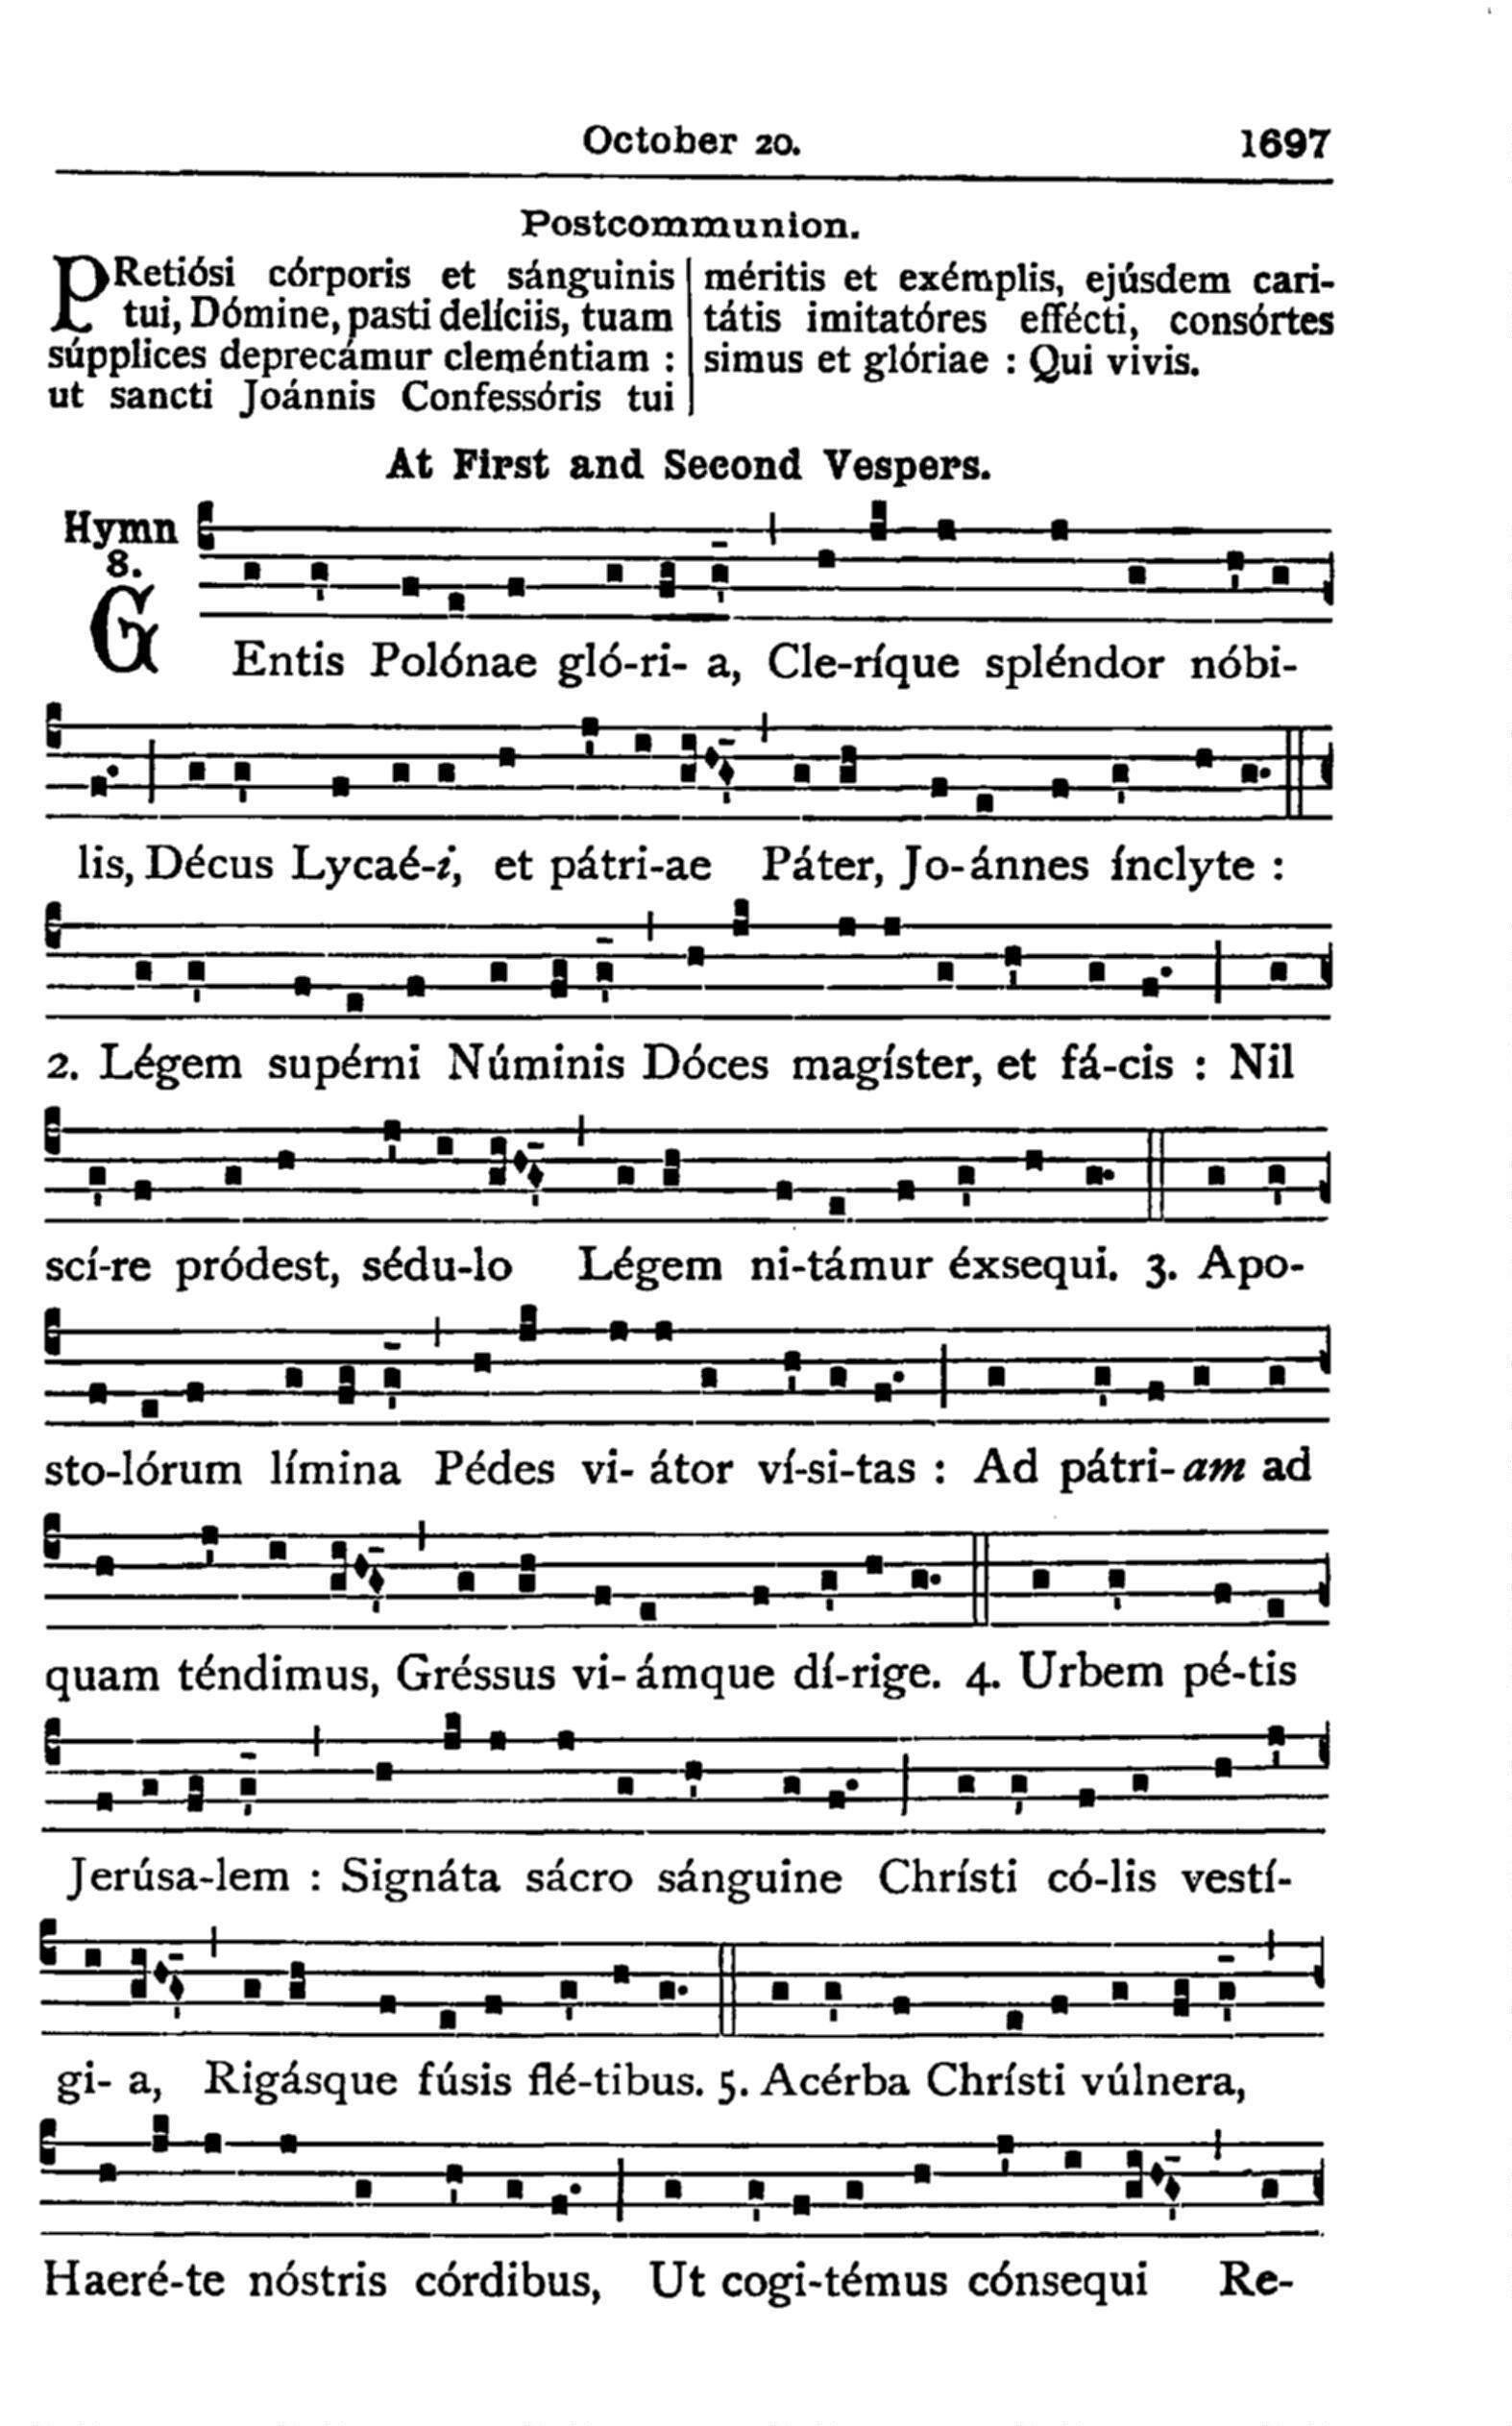 October 20. 1697
Postcommunion.
PRetiósi córporis et sánguinis
tui, Dómine, pasti delíciis, tuam
súpplices deprecámur cleméntiam :
ut sancti Joánnis Confessóris tui
méritis et exémplis, ejúsdem cari-
tátis imitatóres effécti, consórtes
simus et glóriae : Qui vivis.
At First and Second Vespers.
Hymn
8.
GEntis Polónae gló-ri- a, Cle-ríque spléndor nóbi-
lis, Décus Lycaé-i, et pátri-ae Páter, Jo-ánnes ínclyte :
2. Légem supérni Núminis Dóces magíster, et fá-cis : Nil
scí-re pródest, sédu-lo Légem ni-támur éxsequi. 3. Apo-
sto-lórum límina Pédes vi- átor ví-si-tas : Ad pátri-am ad
quam téndimus, Gréssus vi-ámque dí-rige. 4. Urbem pé-tis
Jerúsa-lem : Signáta sácro sánguine Chrísti có-lis vestí-
gi- a, Rigásque fúsis flé-tibus. 5. Acérba Chrísti vúlnera,
Haeré-te nóstris córdibus, Ut cogi-témus cónsequi Re-